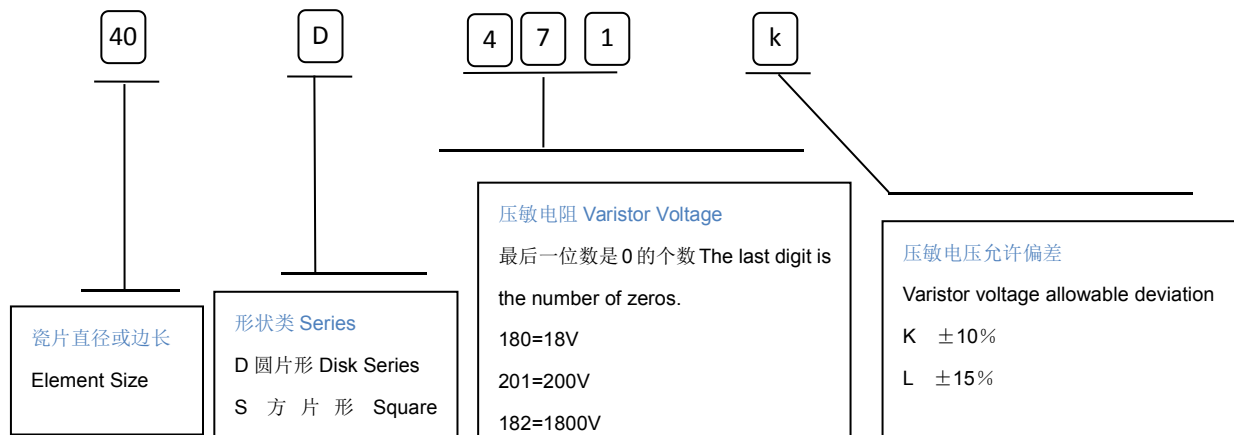 40 D 4 7 1 k
瓷片直径或边长
Element Size
形状类 Series
D 圆片形 Disk Series
S 方 片 形 Square
压敏电阻 Varistor Voltage
最后一位数是 0 的个数 The last digit is
the number of zeros.
180=18V
201=200V
182=1800V
压敏电压允许偏差
Varistor voltage allowable deviation
K ±10%
L ±15%